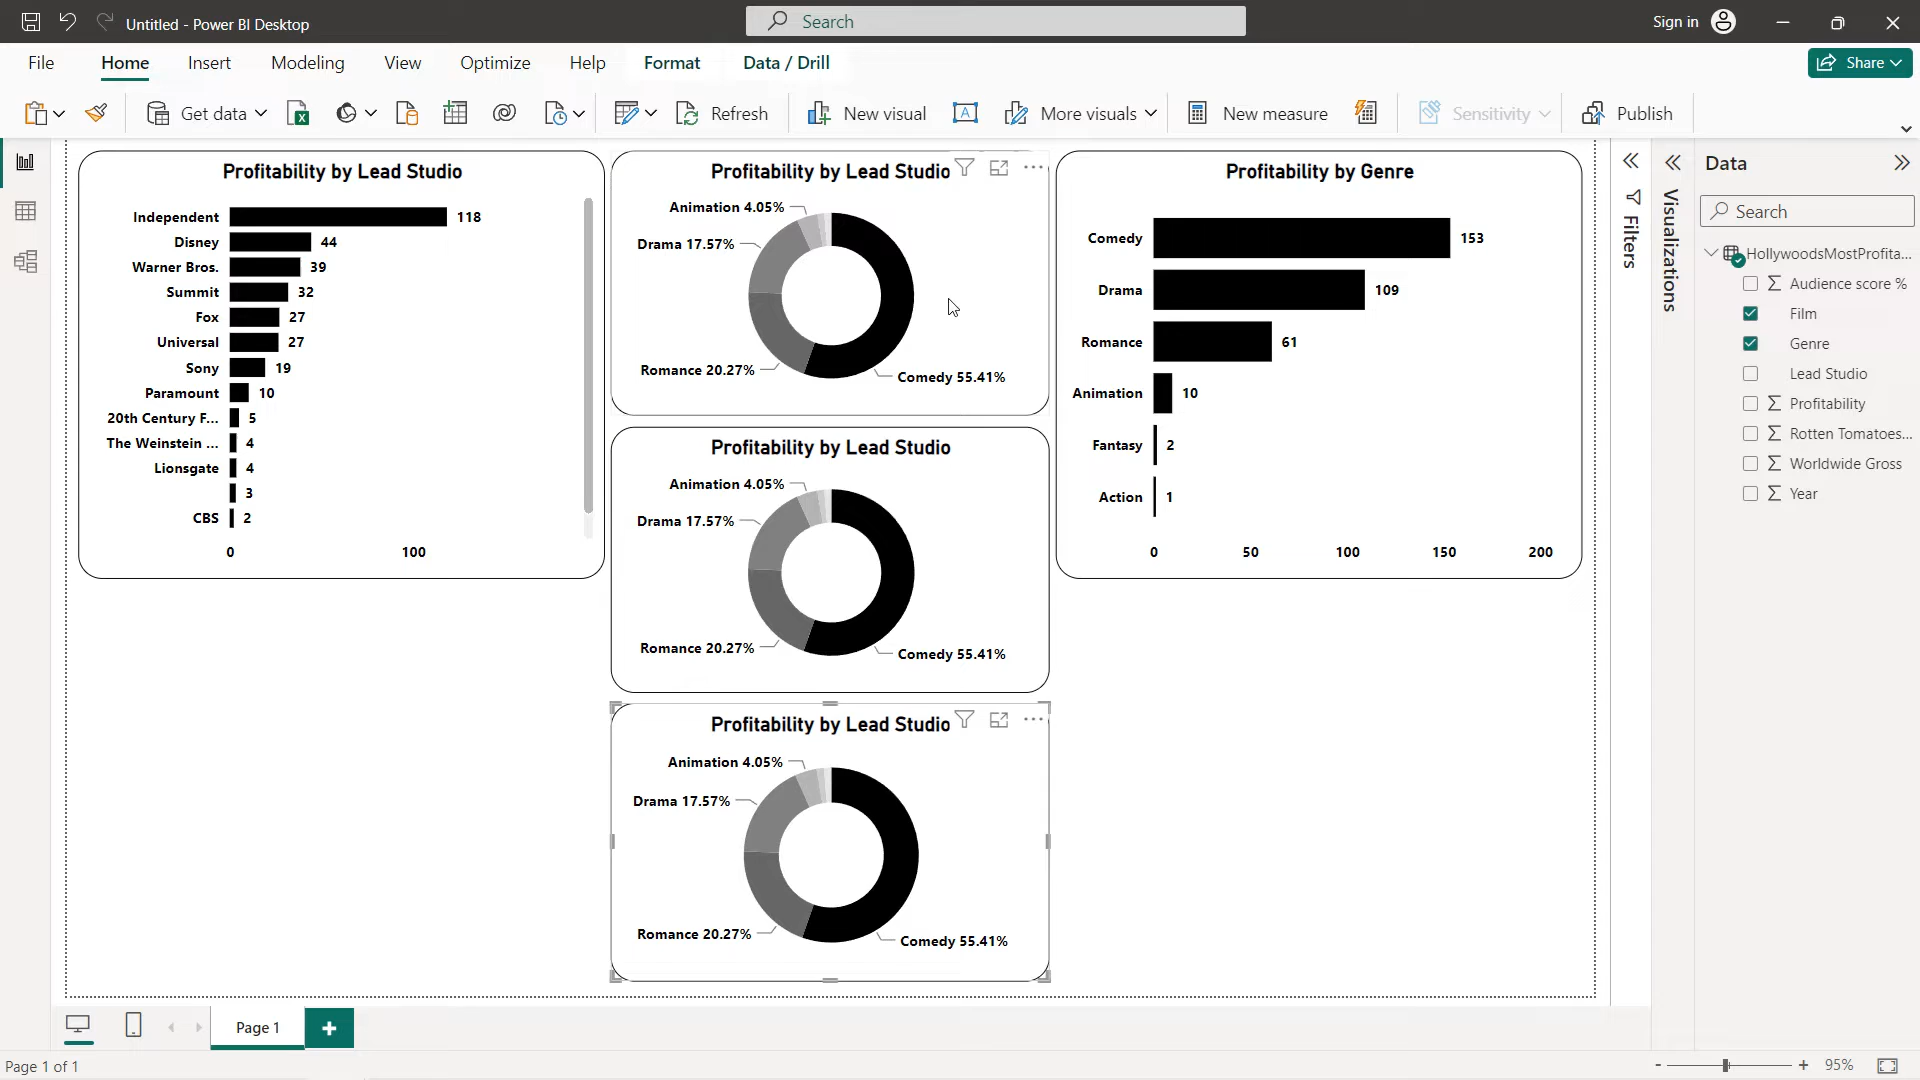 Untitled - Power BI Desktop
Search
Sign in
File
Home
Insert
Modeling
View
Optimize
Help
Format
Data / Drill
Share
Get data
Refresh
New visual
More visuals
New measure
Sensitivity
Publish
Profitability by Lead Studio
Independent 118
Disney 44
Warner Bros. 39
Summit 32
Fox 27
Universal 27
Sony 19
Paramount 10
20th Century F... 5
The Weinstein ... 4
Lionsgate 4
3
CBS 2
0 100
Profitability by Lead Studio
Animation 4.05%
Drama 17.57%
Romance 20.27%
Comedy 55.41%
Profitability by Lead Studio
Animation 4.05%
Drama 17.57%
Romance 20.27%
Comedy 55.41%
Profitability by Lead Studio
Animation 4.05%
Drama 17.57%
Romance 20.27%
Comedy 55.41%
Profitability by Genre
Comedy 153
Drama 109
Romance 61
Animation 10
Fantasy 2
Action 1
0 50 100 150 200
Filters
Visualizations
Data
Search
HollywoodsMostProfita...
Audience score %
Film
Genre
Lead Studio
Profitability
Rotten Tomatoes...
Worldwide Gross
Year
Page 1
Page 1 of 1
- + 95%